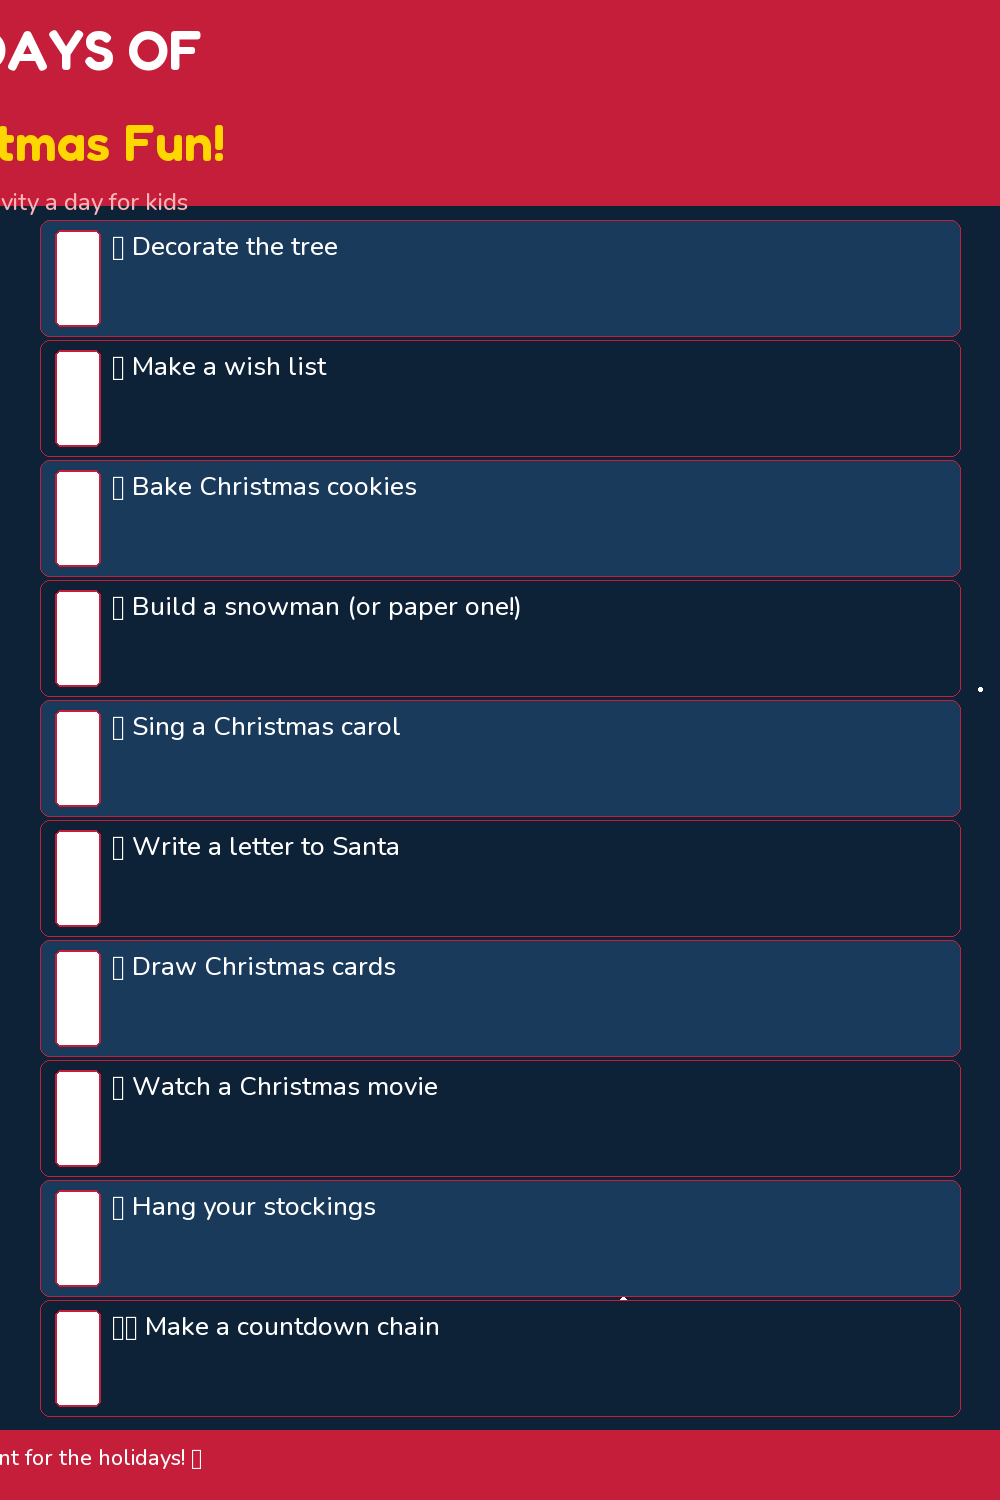 DAYS OF
tmas Fun!
vity a day for kids
Decorate the tree
Make a wish list
Bake Christmas cookies
Build a snowman (or paper one!)
Sing a Christmas carol
Write a letter to Santa
Draw Christmas cards
Watch a Christmas movie
Hang your stockings
Make a countdown chain
nt for the holidays!